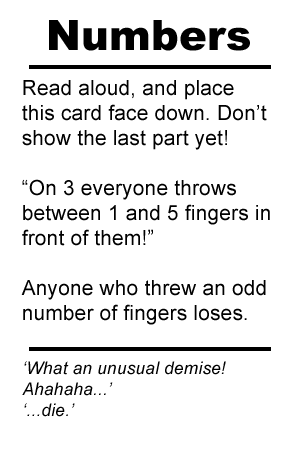 Numbers
Read aloud, and place
this card face down. Don’t
show the last part yet!
“On 3 everyone throws
between 1 and 5 fingers in
front of them!”
Anyone who threw an odd
number of fingers loses.
‘What an unusual demise!
Ahahaha...’
‘...die.’